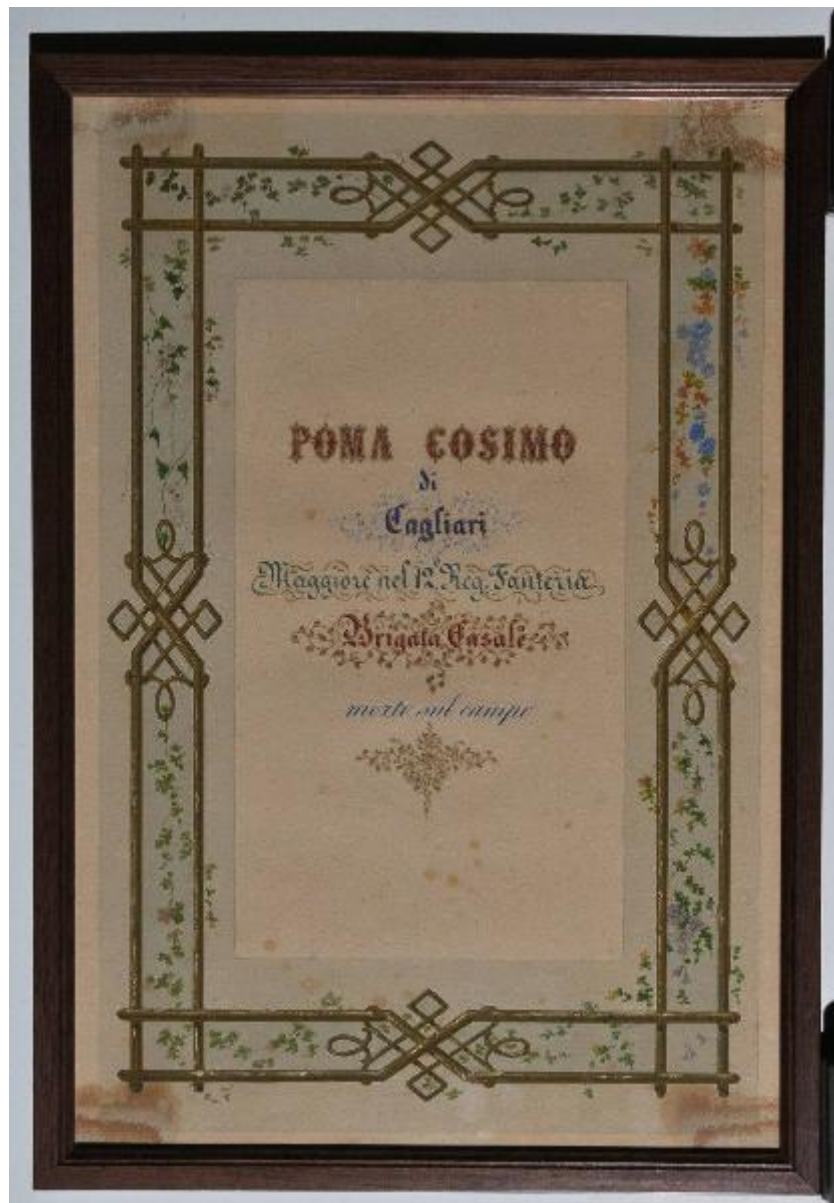 POMA COSIMO
di
Cagliari
Maggiore nel 12.º Reg. Fanteria
Brigata Casale
morto sul campo